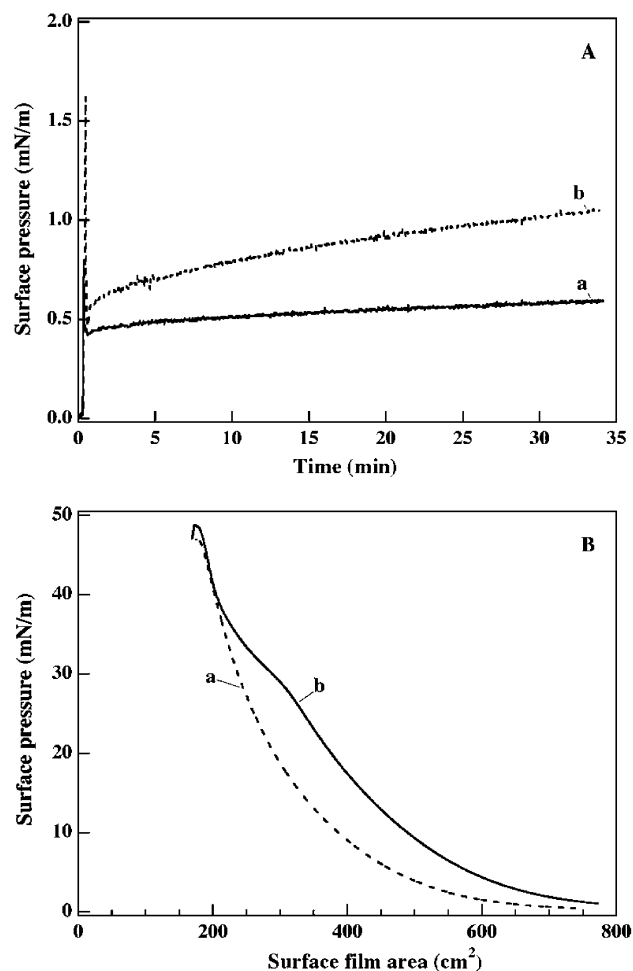 A
Surface pressure (mN/m)
2.0
1.5
1.0
0.5
0.0
b
a
0 5 10 15 20 25 30 35
Time (min)
B
Surface pressure (mN/m)
50
40
30
20
10
0
a
b
0 200 400 600 800
Surface film area (cm²)